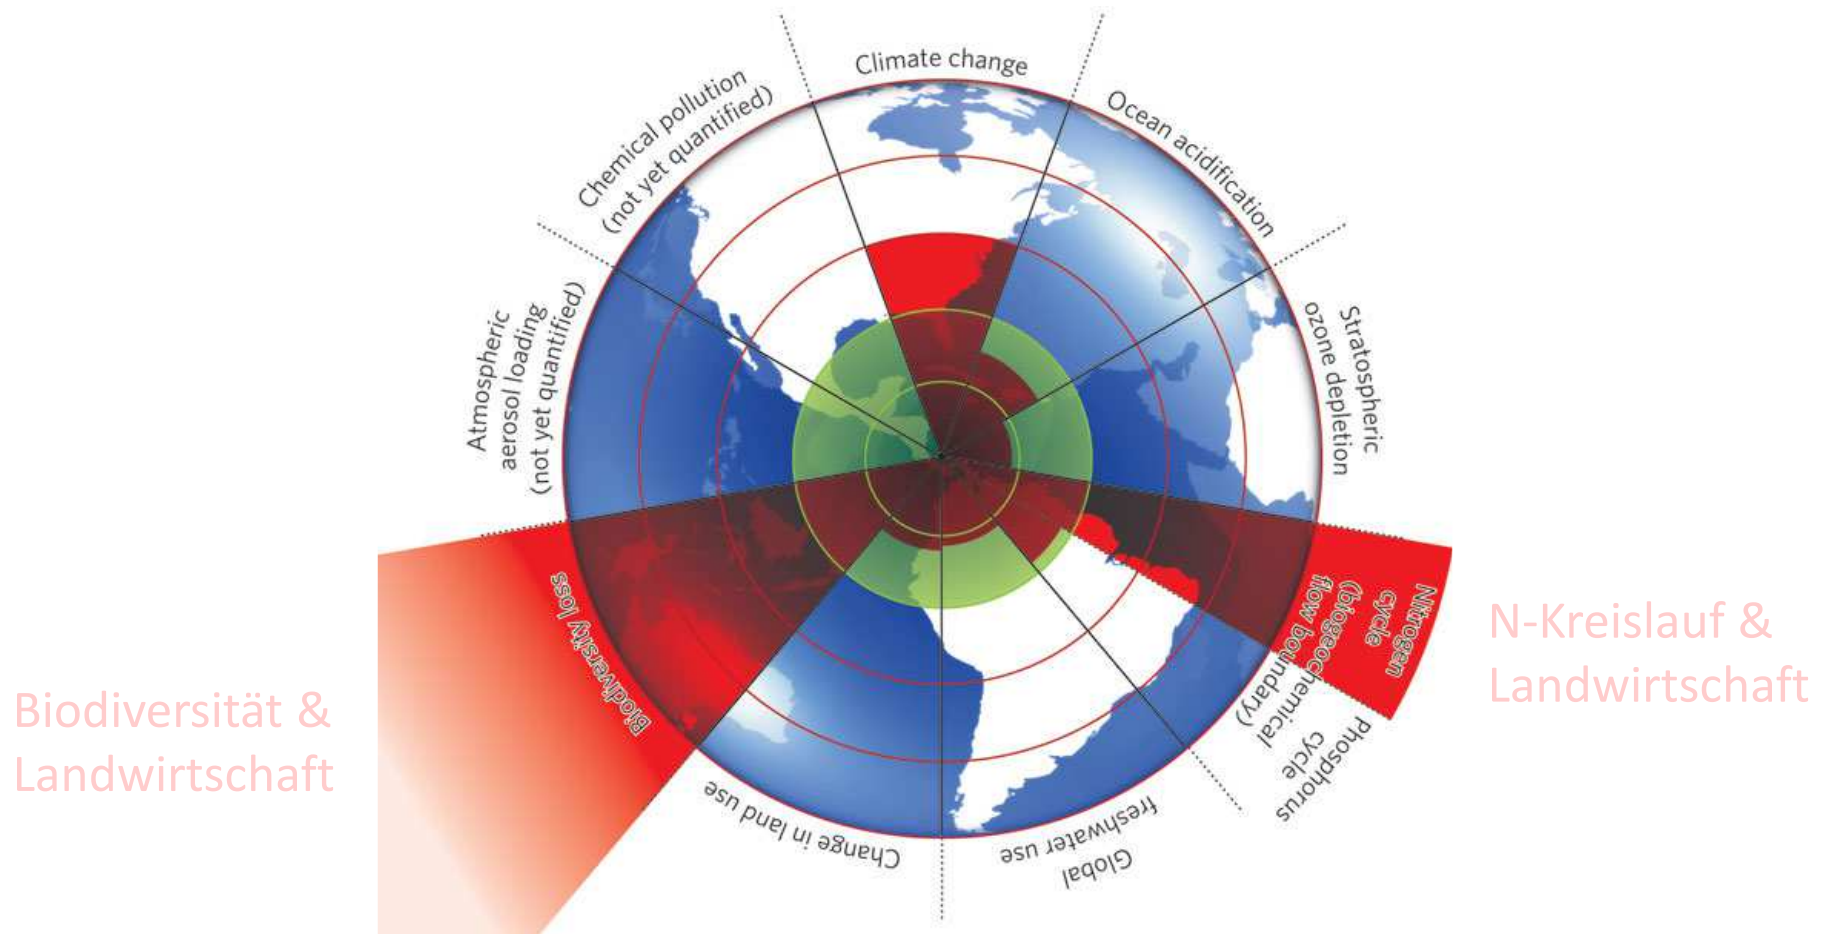 Climate change
Ocean acidification
Stratospheric
ozone depletion
Nitrogen
cycle
(biogeochemical
flow boundary)
Phosphorus
cycle
Global
freshwater use
Change in land use
Biodiversity loss
Atmospheric
aerosol loading
(not yet quantified)
Chemical pollution
(not yet quantified)
Biodiversität &
Landwirtschaft
N-Kreislauf &
Landwirtschaft